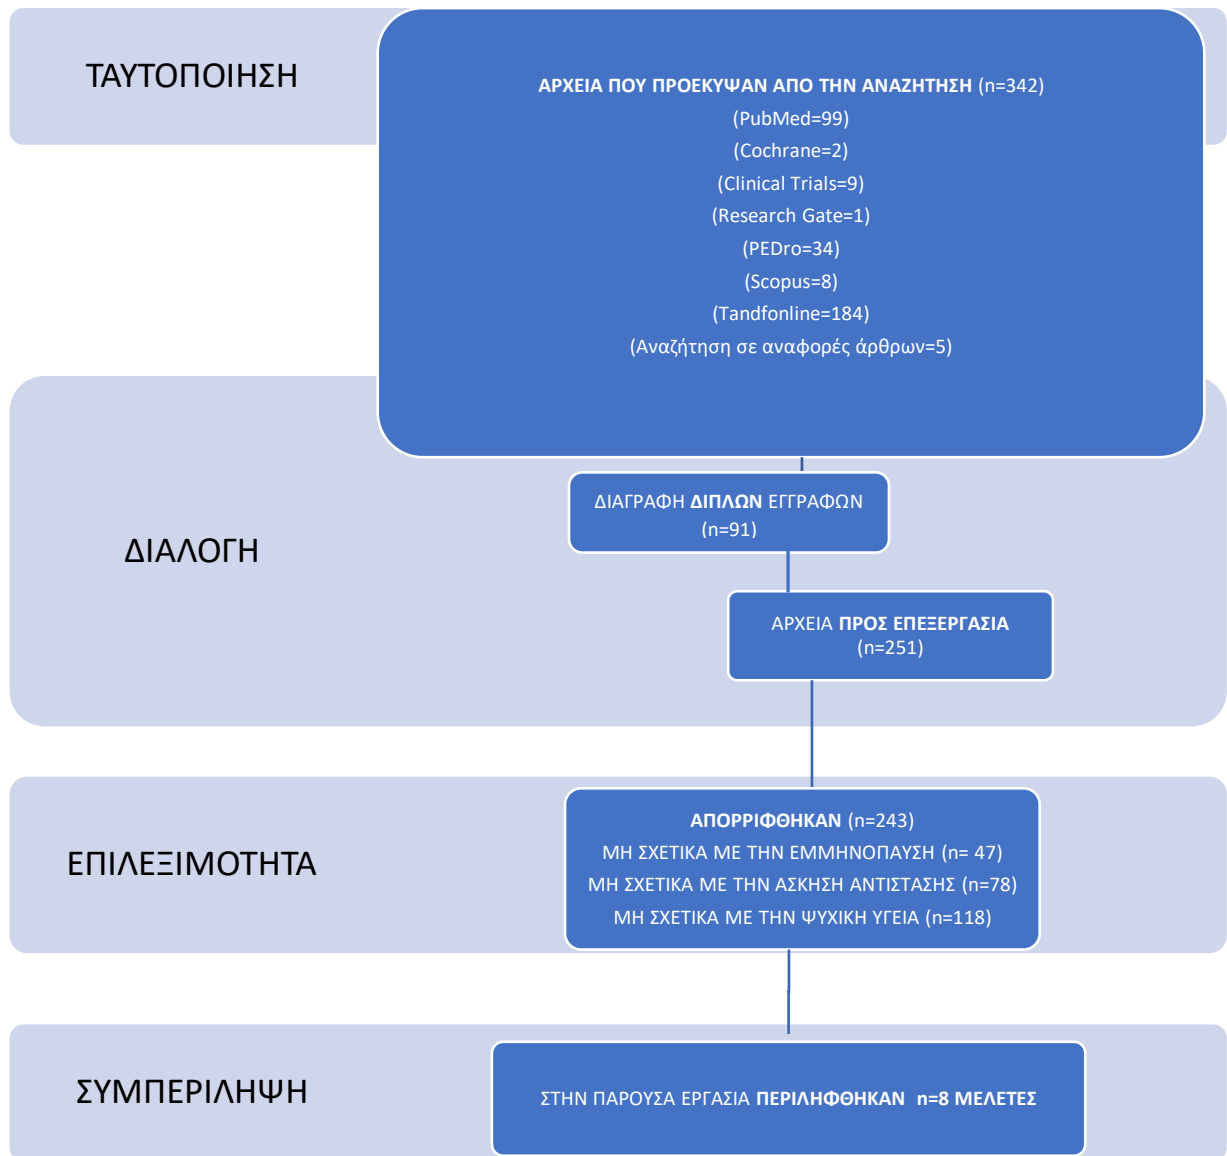 ΤΑΥΤΟΠΟΙΗΣΗ
ΑΡΧΕΙΑ ΠΟΥ ΠΡΟΕΚΥΨΑΝ ΑΠΟ ΤΗΝ ΑΝΑΖΗΤΗΣΗ (n=342)
(PubMed=99)
(Cochrane=2)
(Clinical Trials=9)
(Research Gate=1)
(PEDro=34)
(Scopus=8)
(Tandfonline=184)
(Αναζήτηση σε αναφορές άρθρων=5)
ΔΙΑΛΟΓΗ
ΔΙΑΓΡΑΦΗ ΔΙΠΛΩΝ ΕΓΓΡΑΦΩΝ
(n=91)
ΑΡΧΕΙΑ ΠΡΟΣ ΕΠΕΞΕΡΓΑΣΙΑ
(n=251)
ΕΠΙΛΕΞΙΜΟΤΗΤΑ
ΑΠΟΡΡΙΦΘΗΚΑΝ (n=243)
ΜΗ ΣΧΕΤΙΚΑ ΜΕ ΤΗΝ ΕΜΜΗΝΟΠΑΥΣΗ (n= 47)
ΜΗ ΣΧΕΤΙΚΑ ΜΕ ΤΗΝ ΑΣΚΗΣΗ ΑΝΤΙΣΤΑΣΗΣ (n=78)
ΜΗ ΣΧΕΤΙΚΑ ΜΕ ΤΗΝ ΨΥΧΙΚΗ ΥΓΕΙΑ (n=118)
ΣΥΜΠΕΡΙΛΗΨΗ
ΣΤΗΝ ΠΑΡΟΥΣΑ ΕΡΓΑΣΙΑ ΠΕΡΙΛΗΦΘΗΚΑΝ n=8 ΜΕΛΕΤΕΣ